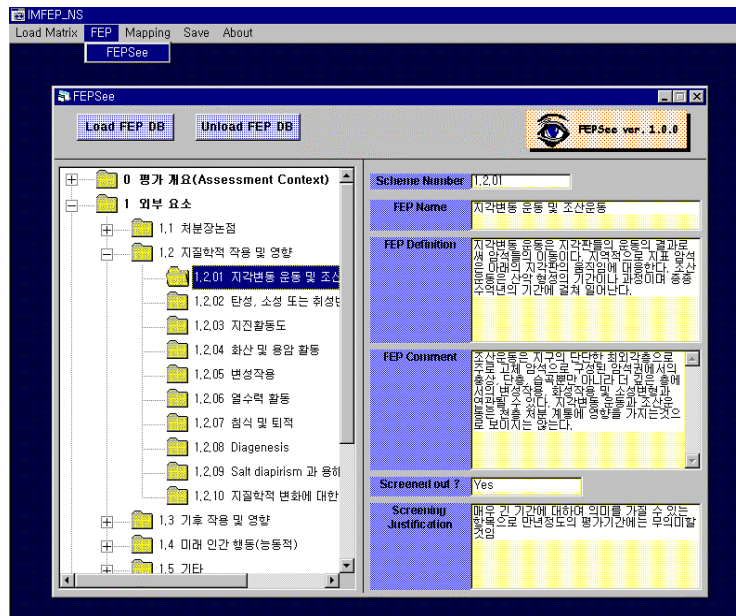 IMFEP_NS
Load Matrix FEP Mapping Save About
FEPSee
FEPSee
Load FEP DB Unload FEP DB
FEPSee ver. 1.0.0
0 평가 개요(Assessment Context)
1 외부 요소
1.1 처분장논점
1.2 지질학적 작용 및 영향
1.2.01 지각변동 운동 및 조산
1.2.02 탄성, 소성 또는 취성변
1.2.03 지진활동도
1.2.04 화산 및 용암 활동
1.2.05 변성작용
1.2.06 열수력 활동
1.2.07 침식 및 퇴적
1.2.08 Diagenesis
1.2.09 Salt diapirism 과 용해
1.2.10 지질학적 변화에 대한
1.3 기후 작용 및 영향
1.4 미래 인간 행동(능동적)
1.5 기타
Scheme Number 1.2.01
FEP Name 지각변동 운동 및 조산운동
FEP Definition
지각변동 운동은 지각판들의 운동의 결과로
써 암석들의 이동이다. 지역적으로 지표 암석
은 아래의 지각판의 움직임에 대응한다. 조산
운동은 산악 형성의 기간이나 과정이며 종종
수억년의 기간에 걸쳐 일어난다.
FEP Comment
조산운동은 지구의 단단한 최외각층으로
주로 고체 암석으로 구성된 암석권에서의
융상, 단층, 습곡뿐만 아니라 더 깊은 층에
서의 변성작용, 화성작용 및 소성변형과
연관될 수 있다. 지각변동 운동과 조산운
동은 천층 처분 계통에 영향을 가지는것으
로 보이지는 않는다.
Screened out ? Yes
Screening
Justification
매우 긴 기간에 대하여 의미를 가질 수 있는
항목으로 만년정도의 평가기간에는 무의미할
것임